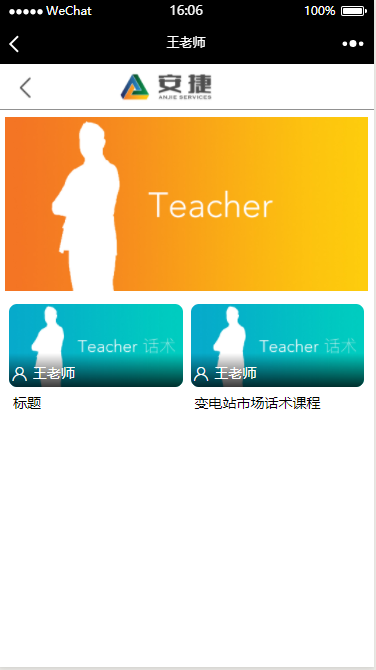 WeChat 16:06 100%
王老师
安捷
ANJIE SERVICES
Teacher
Teacher 话术
王老师
标题
Teacher 话术
王老师
变电站市场话术课程